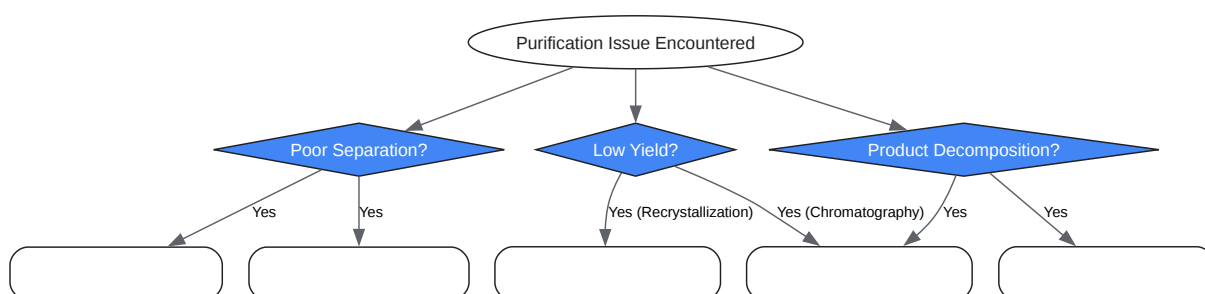 Purification Issue Encountered
Poor Separation?
Low Yield?
Product Decomposition?
Yes
Yes
Yes (Recrystallization)
Yes (Chromatography)
Yes
Yes